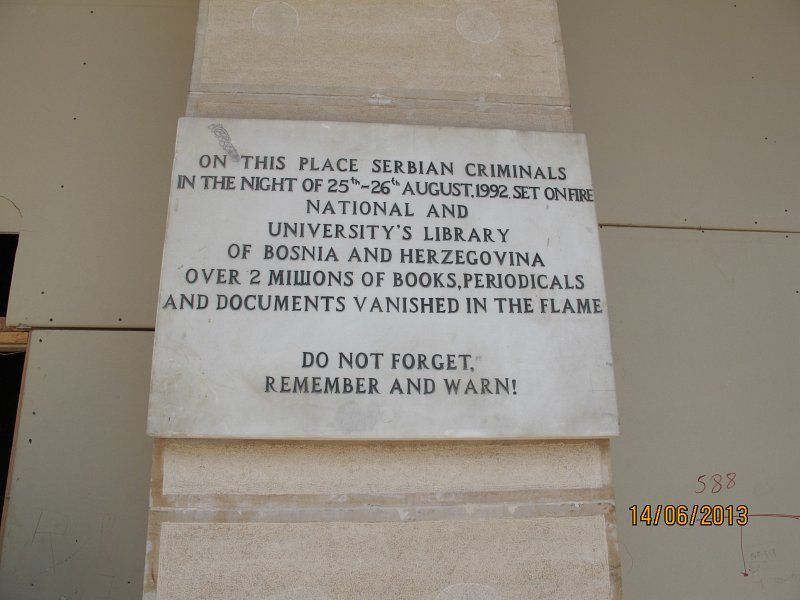 ON THIS PLACE SERBIAN CRIMINALS
IN THE NIGHT OF 25th-26th AUGUST,1992. SET ON FIRE
NATIONAL AND
UNIVERSITY'S LIBRARY
OF BOSNIA AND HERZEGOVINA
OVER 2 MILLIONS OF BOOKS,PERIODICALS
AND DOCUMENTS VANISHED IN THE FLAME
DO NOT FORGET,
REMEMBER AND WARN!
588
14/06/2013